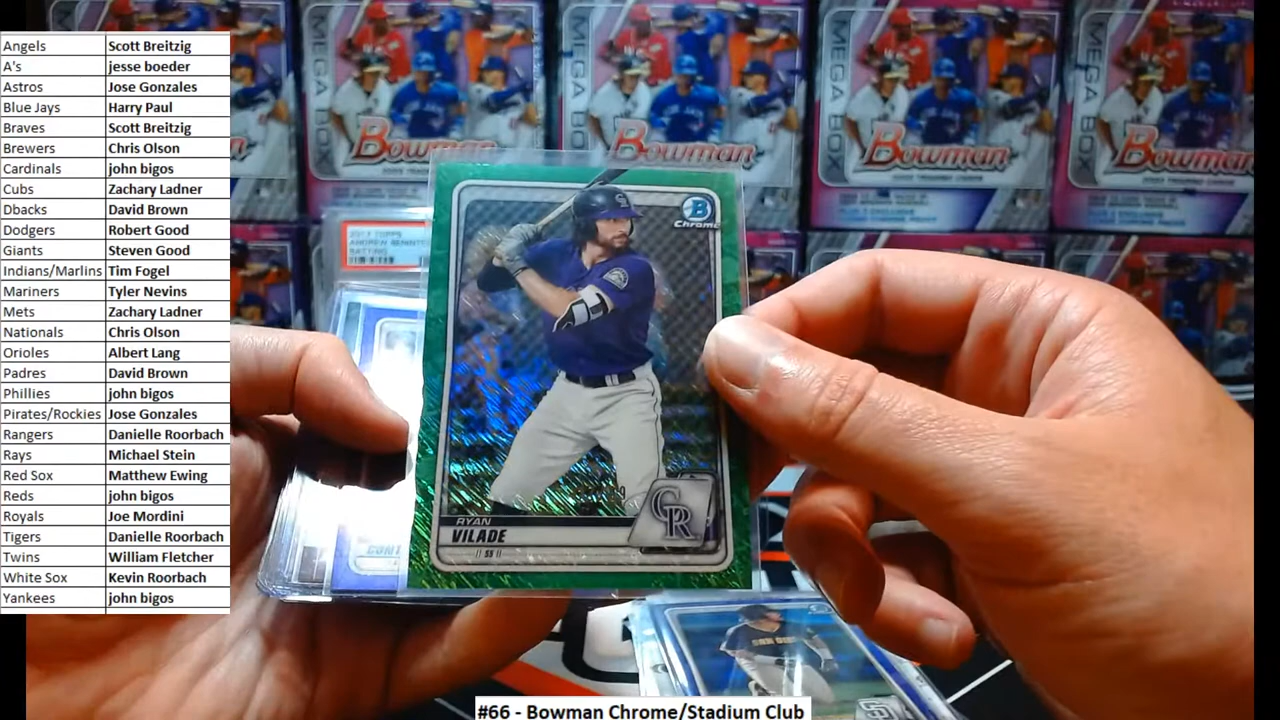 Angels Scott Breitzig
A's jesse boeder
Astros Jose Gonzales
Blue Jays Harry Paul
Braves Scott Breitzig
Brewers Chris Olson
Cardinals john bigos
Cubs Zachary Ladner
Dbacks David Brown
Dodgers Robert Good
Giants Steven Good
Indians/Marlins Tim Fogel
Mariners Tyler Nevins
Mets Zachary Ladner
Nationals Chris Olson
Orioles Albert Lang
Padres David Brown
Phillies john bigos
Pirates/Rockies Jose Gonzales
Rangers Danielle Roorbach
Rays Michael Stein
Red Sox Matthew Ewing
Reds john bigos
Royals Joe Mordini
Tigers Danielle Roorbach
Twins William Fletcher
White Sox Kevin Roorbach
Yankees john bigos
MEGA BOX
Bowman
MEGA BOX
Bowman
MEGA BOX
Bowman
MEGA BOX
Bowman
B
Chrome
CR
RYAN
VILADE
// SS //
SAN DIEGO
#66 - Bowman Chrome/Stadium Club